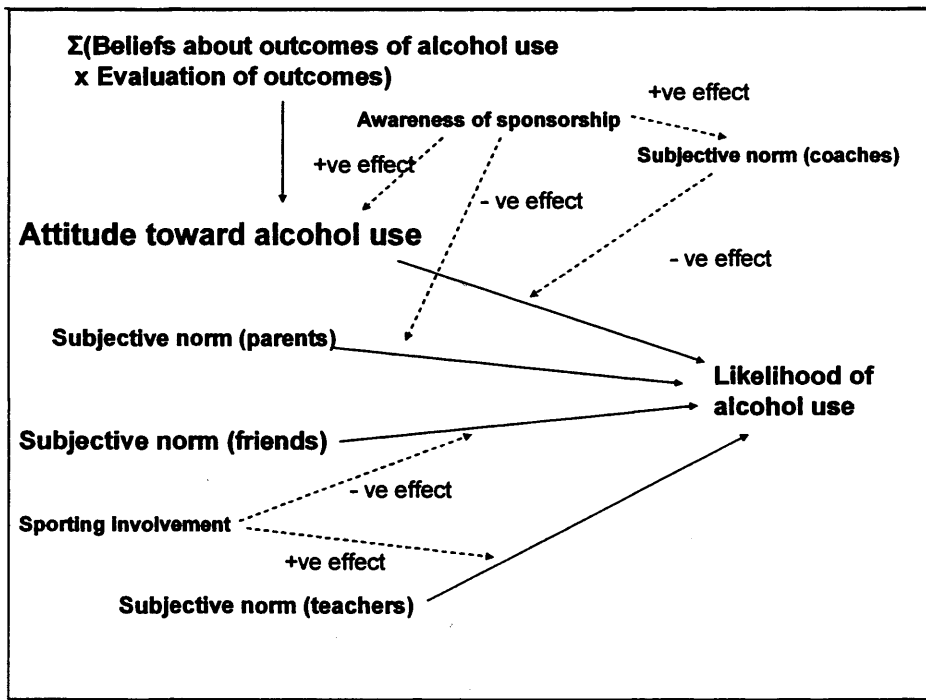 Σ(Beliefs about outcomes of alcohol use
x Evaluation of outcomes)
+ve effect
Awareness of sponsorship
Subjective norm (coaches)
+ve effect
- ve effect
Attitude toward alcohol use
- ve effect
Subjective norm (parents)
Likelihood of
alcohol use
Subjective norm (friends)
- ve effect
Sporting Involvement
+ve effect
Subjective norm (teachers)